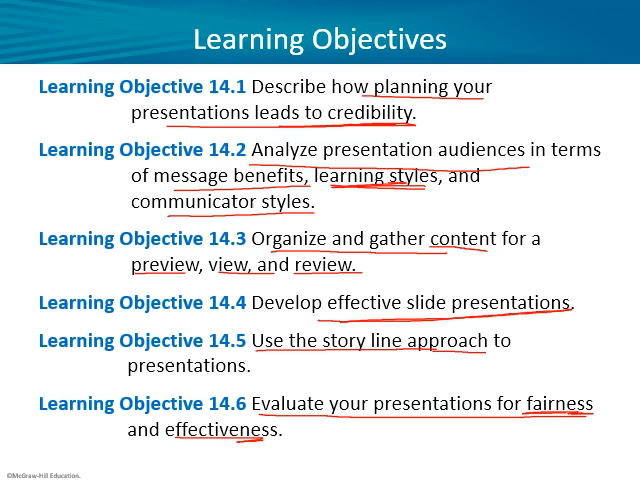 Learning Objectives
Learning Objective 14.1 Describe how planning your
presentations leads to credibility.
Learning Objective 14.2 Analyze presentation audiences in terms
of message benefits, learning styles, and
communicator styles.
Learning Objective 14.3 Organize and gather content for a
preview, view, and review.
Learning Objective 14.4 Develop effective slide presentations.
Learning Objective 14.5 Use the story line approach to
presentations.
Learning Objective 14.6 Evaluate your presentations for fairness
and effectiveness.
©McGraw-Hill Education.